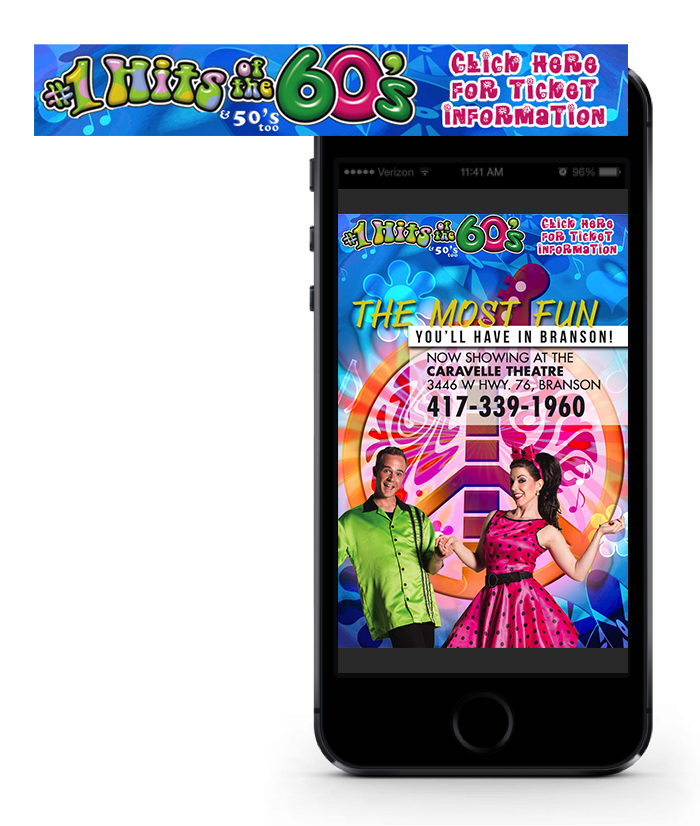 #1 Hits of the 60's
& 50's too
Click Here
For Ticket
Information
Verizon 11:41 AM 96%
#1 Hits of the 60's
& 50's too
Click Here
For Ticket
Information
THE MOST FUN
YOU'LL HAVE IN BRANSON!
NOW SHOWING AT THE
CARAVELLE THEATRE
3446 W HWY. 76, BRANSON
417-339-1960